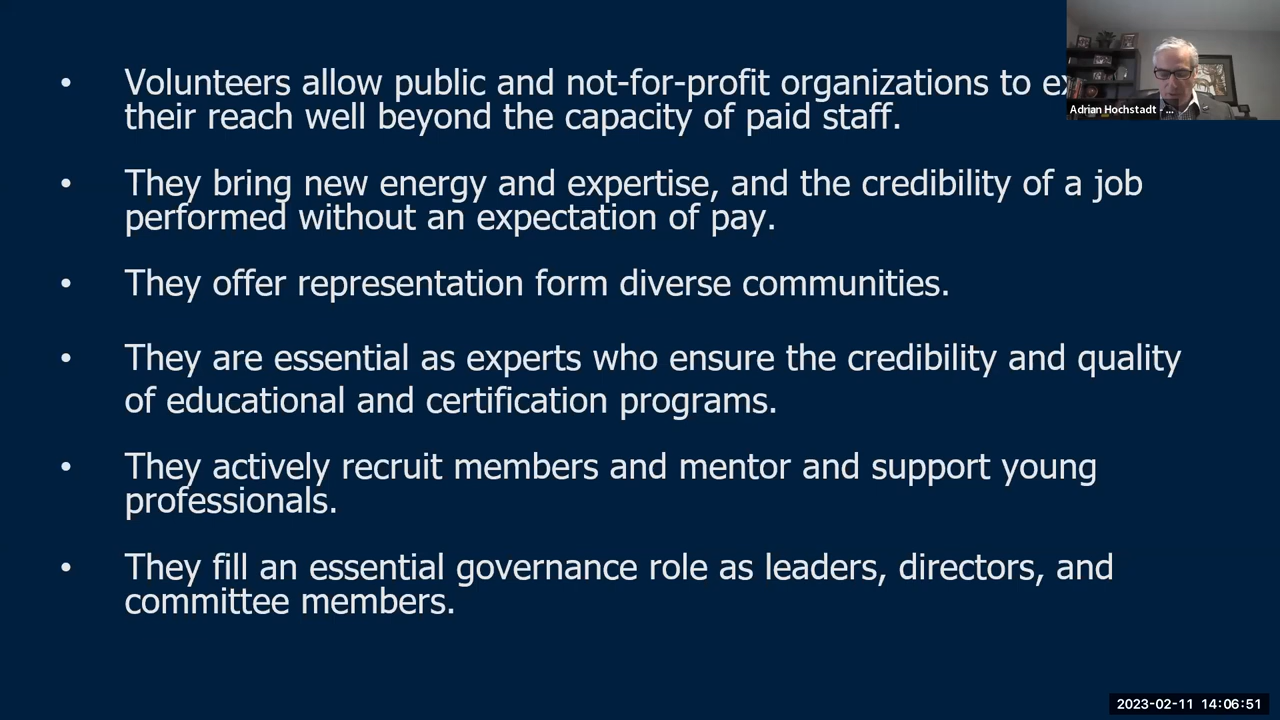 • Volunteers allow public and not-for-profit organizations to
their reach well beyond the capacity of paid staff.
• They bring new energy and expertise, and the credibility of a job
performed without an expectation of pay.
• They offer representation form diverse communities.
• They are essential as experts who ensure the credibility and quality
of educational and certification programs.
• They actively recruit members and mentor and support young
professionals.
• They fill an essential governance role as leaders, directors, and
committee members.
Adrian Hochstadt - ...
2023-02-11 14:06:51